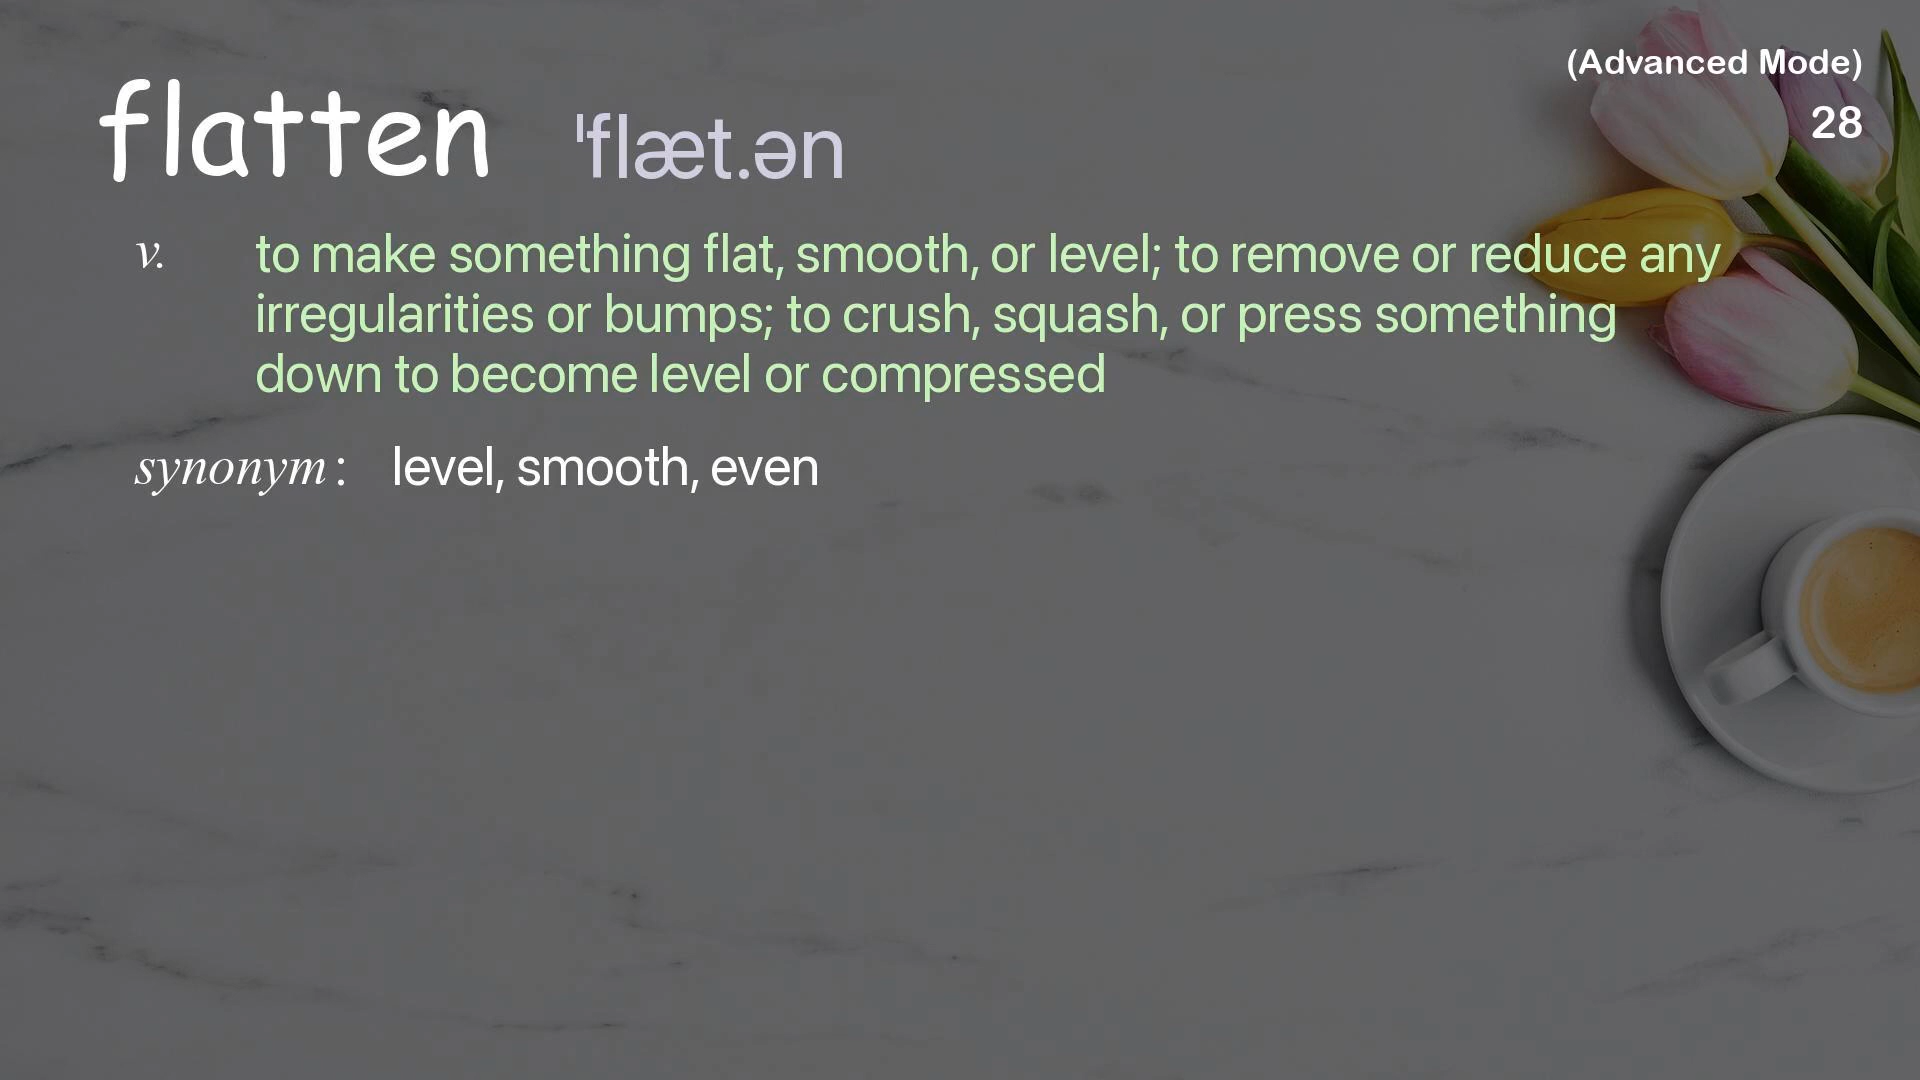 (Advanced Mode)
28
flatten ˈflæt.ən
v. to make something flat, smooth, or level; to remove or reduce any
irregularities or bumps; to crush, squash, or press something
down to become level or compressed
synonym: level, smooth, even